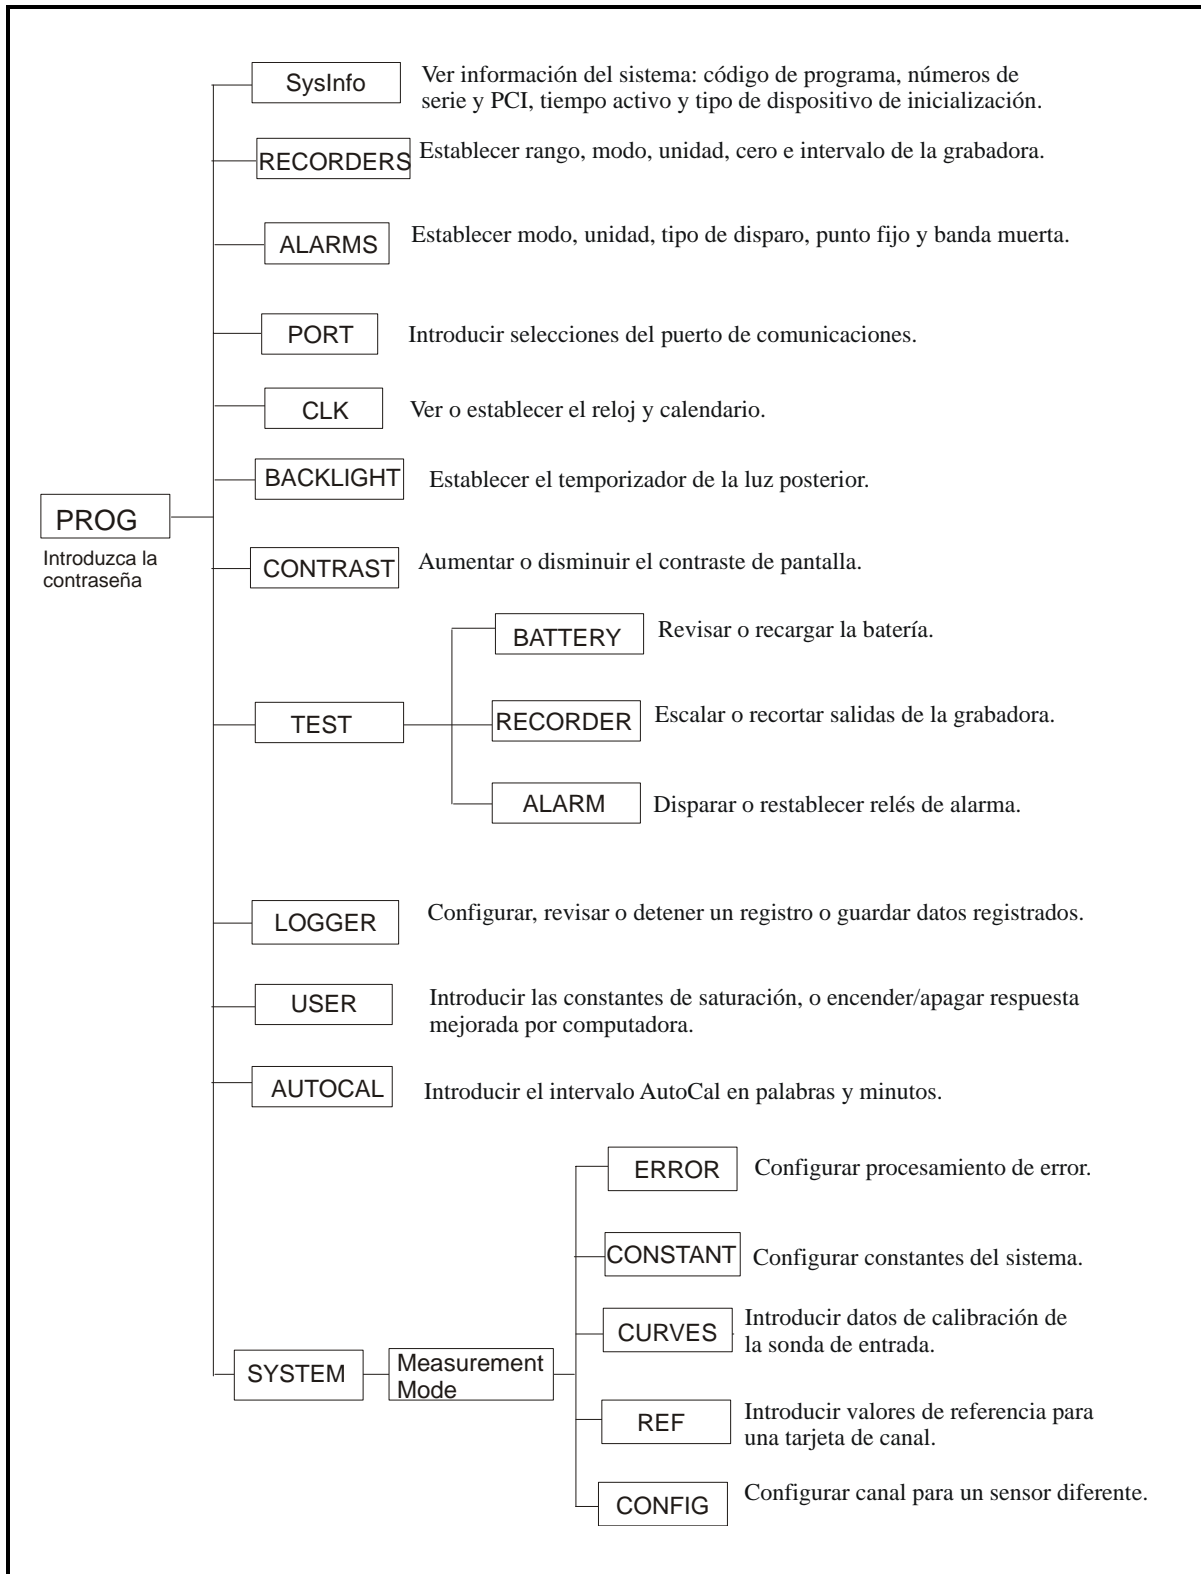 SysInfo
Ver información del sistema: código de programa, números de
serie y PCI, tiempo activo y tipo de dispositivo de inicialización.
RECORDERS
Establecer rango, modo, unidad, cero e intervalo de la grabadora.
ALARMS
Establecer modo, unidad, tipo de disparo, punto fijo y banda muerta.
PORT
Introducir selecciones del puerto de comunicaciones.
CLK
Ver o establecer el reloj y calendario.
BACKLIGHT
Establecer el temporizador de la luz posterior.
PROG
Introduzca la
contraseña
CONTRAST
Aumentar o disminuir el contraste de pantalla.
TEST
BATTERY
Revisar o recargar la batería.
RECORDER
Escalar o recortar salidas de la grabadora.
ALARM
Disparar o restablecer relés de alarma.
LOGGER
Configurar, revisar o detener un registro o guardar datos registrados.
USER
Introducir las constantes de saturación, o encender/apagar respuesta
mejorada por computadora.
AUTOCAL
Introducir el intervalo AutoCal en palabras y minutos.
SYSTEM
Measurement
Mode
ERROR
Configurar procesamiento de error.
CONSTANT
Configurar constantes del sistema.
CURVES
Introducir datos de calibración de
la sonda de entrada.
REF
Introducir valores de referencia para
una tarjeta de canal.
CONFIG
Configurar canal para un sensor diferente.